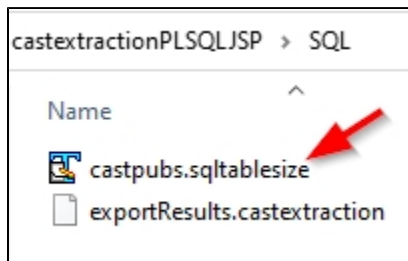 castextractionPLSQLJSP > SQL
Name
castpubs.sqltablesize
exportResults.castextraction